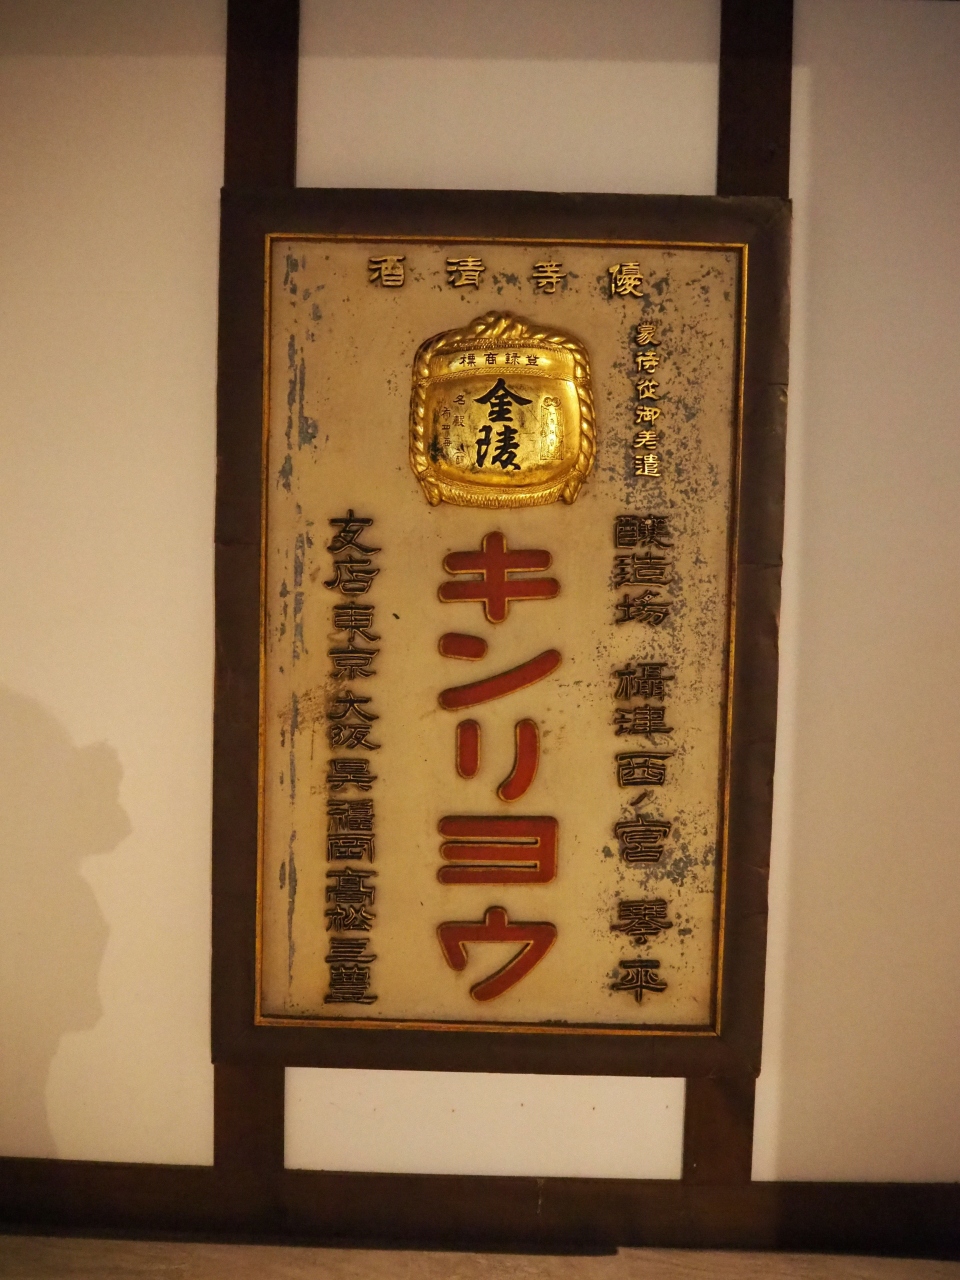 優等清酒
家侍従御差遣
登録商標
金陵
醸造場 攝津西ノ宮 琴平
キンリヨウ
支店東京大阪呉福岡高松三豊